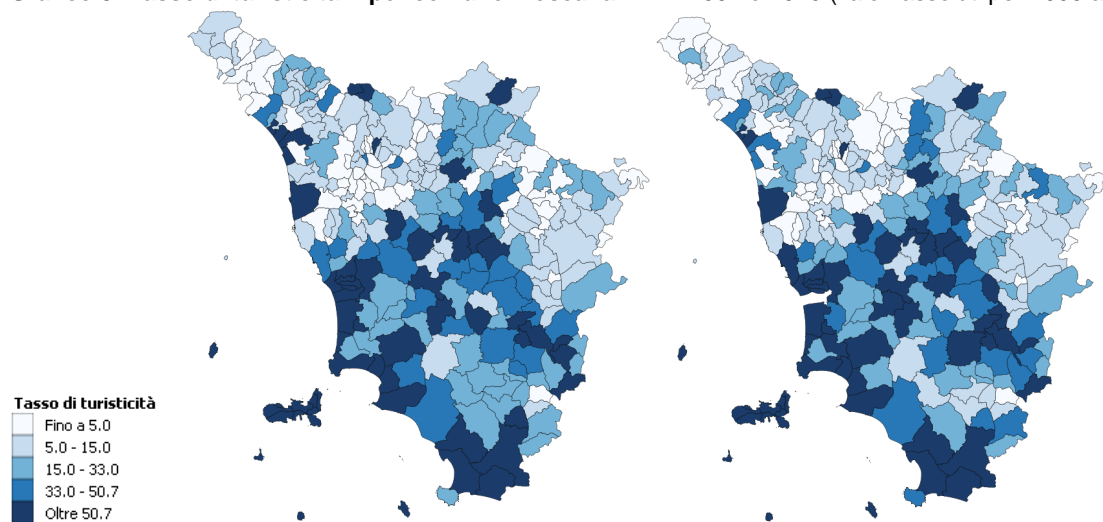 Tasso di turisticità
Fino a 5.0
5.0 - 15.0
15.0 - 33.0
33.0 - 50.7
Oltre 50.7